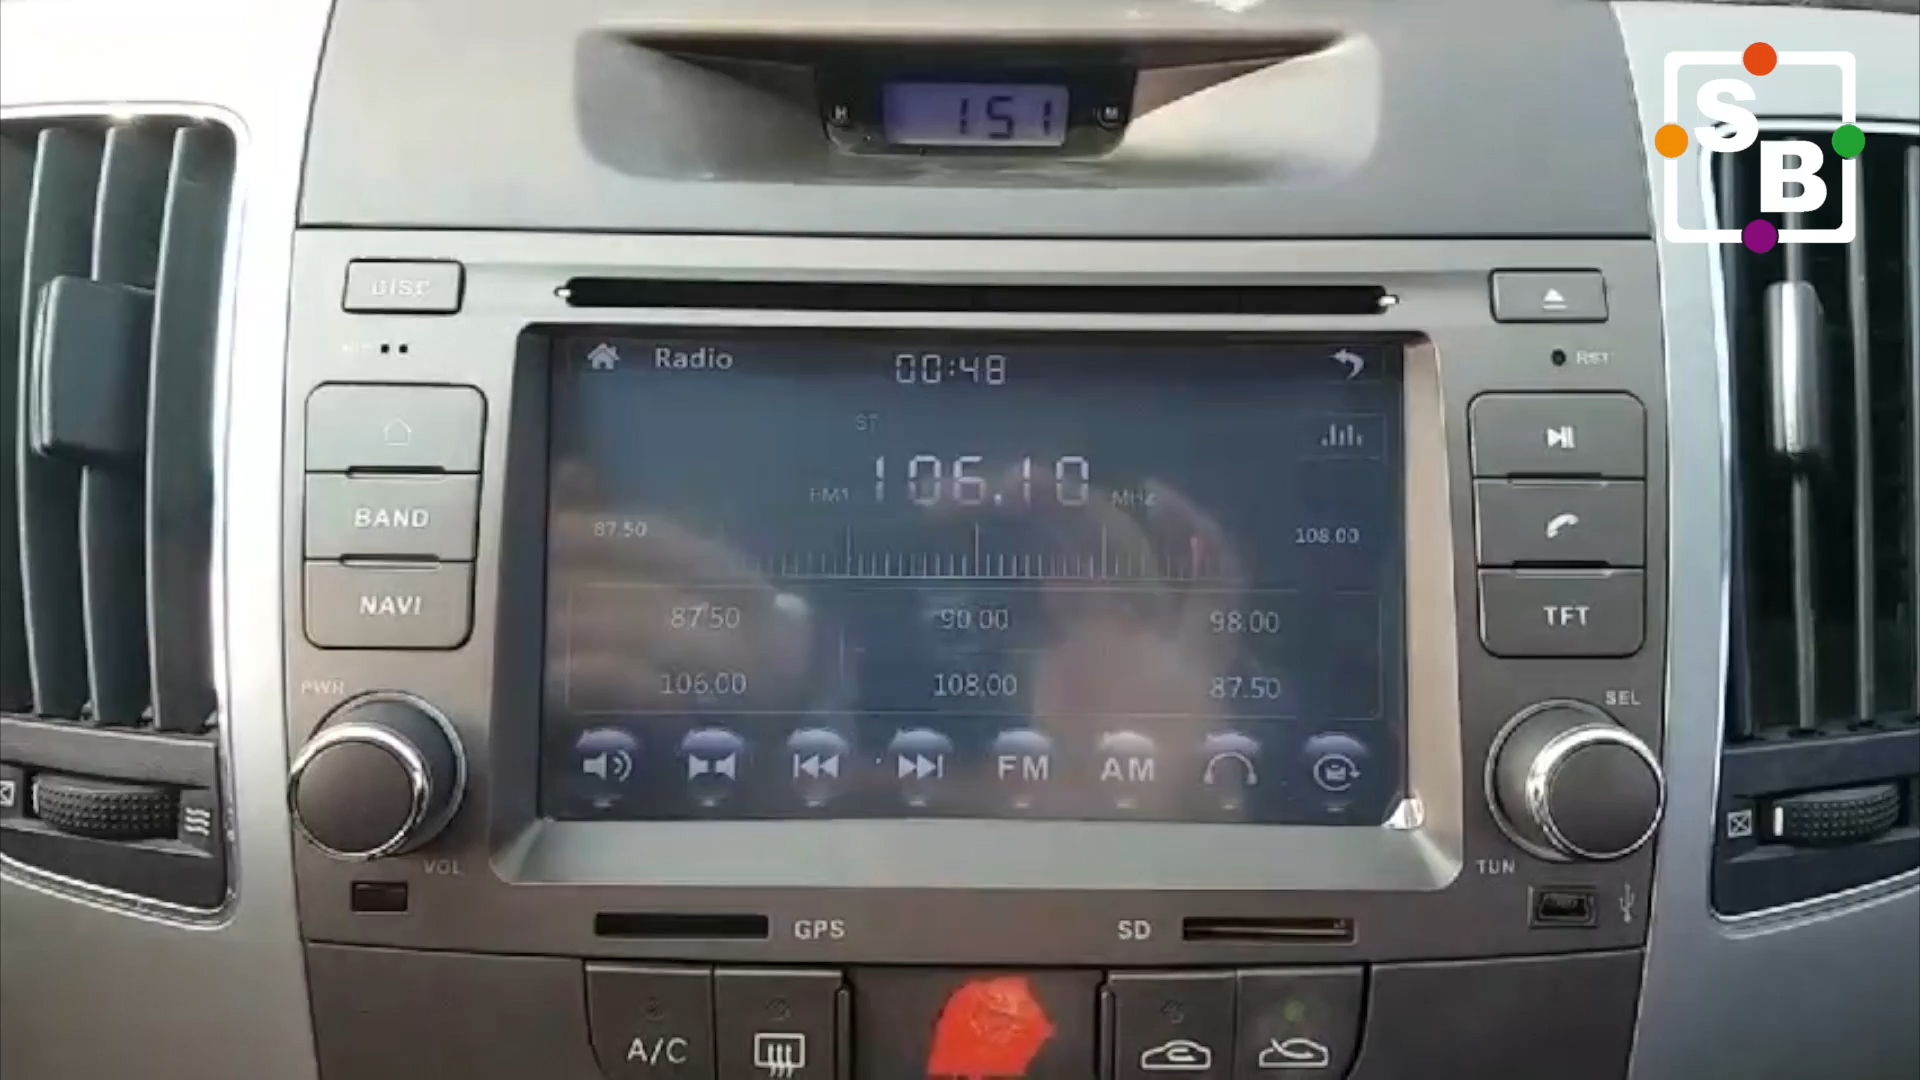 S
B
H 151 M
DISC
RST
Radio 00:48
ST
FM1 106.10 MHz
87.50 108.00
BAND
NAVI
TFT
87.50 90.00 98.00
106.00 108.00 87.50
FM AM
PWR
SEL
VOL
TUN
GPS SD
A/C